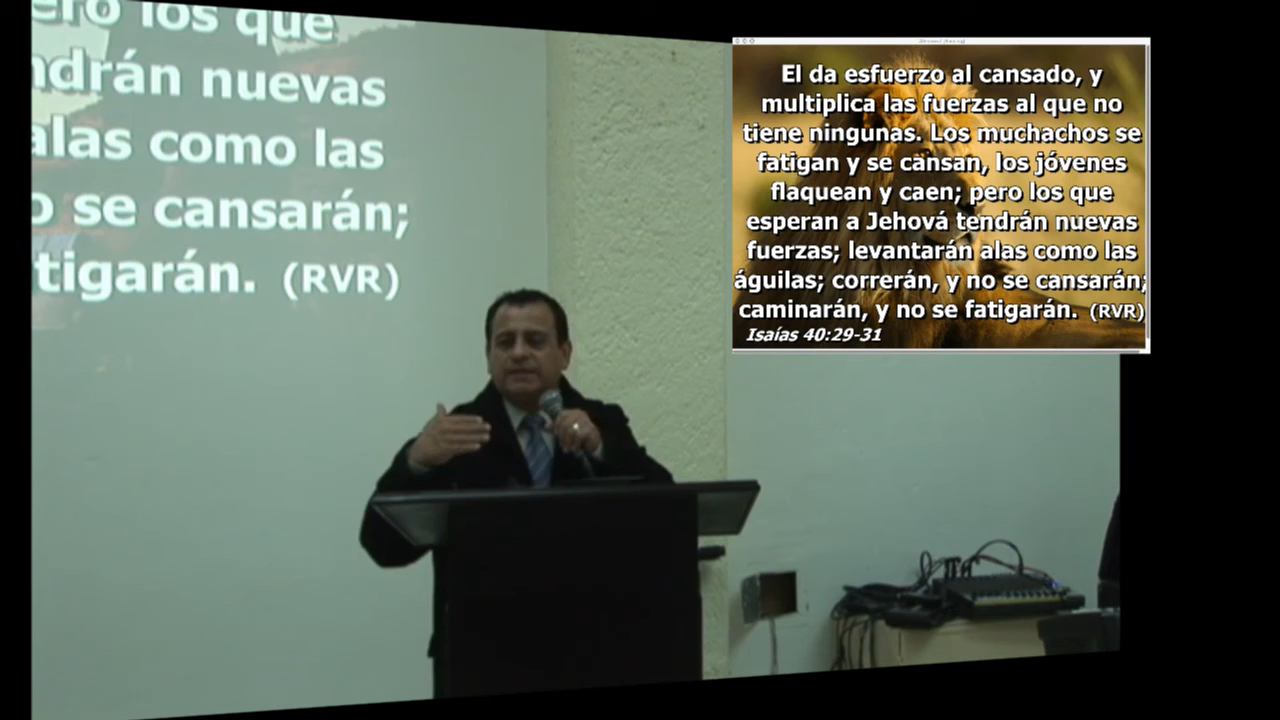 ero los que
ndrán nuevas
alas como las
o se cansarán;
tigarán. (RVR)
El da esfuerzo al cansado, y
multiplica las fuerzas al que no
tiene ningunas. Los muchachos se
fatigan y se cansan, los jóvenes
flaquean y caen; pero los que
esperan a Jehová tendrán nuevas
fuerzas; levantarán alas como las
águilas; correrán, y no se cansarán;
caminarán, y no se fatigarán. (RVR)
Isaías 40:29-31